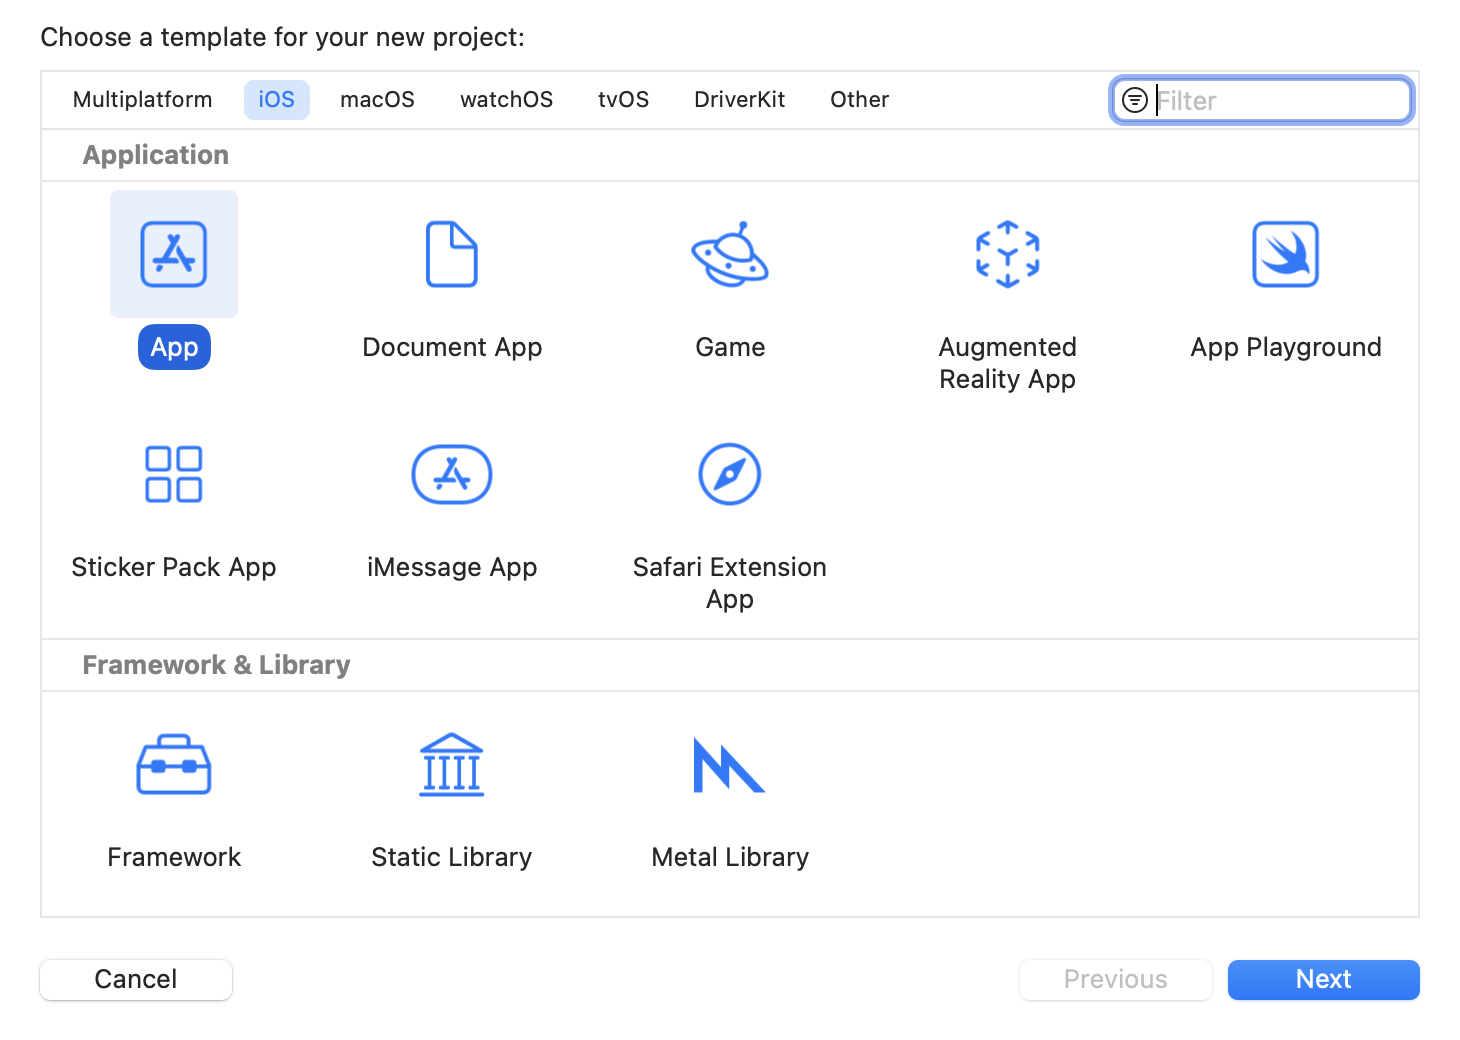 Choose a template for your new project:
Multiplatform iOS macOS watchOS tvOS DriverKit Other Filter
Application
App Document App Game Augmented Reality App App Playground
Sticker Pack App iMessage App Safari Extension App
Framework & Library
Framework Static Library Metal Library
Cancel Previous Next